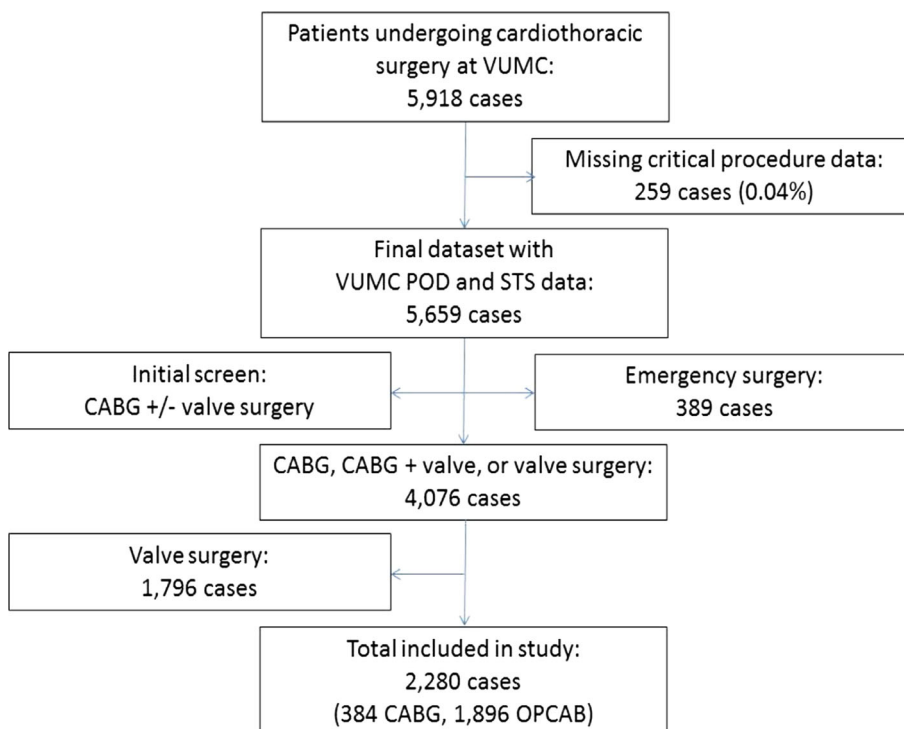 Patients undergoing cardiothoracic
surgery at VUMC:
5,918 cases
Missing critical procedure data:
259 cases (0.04%)
Final dataset with
VUMC POD and STS data:
5,659 cases
Initial screen:
CABG +/- valve surgery
Emergency surgery:
389 cases
CABG, CABG + valve, or valve surgery:
4,076 cases
Valve surgery:
1,796 cases
Total included in study:
2,280 cases
(384 CABG, 1,896 OPCAB)